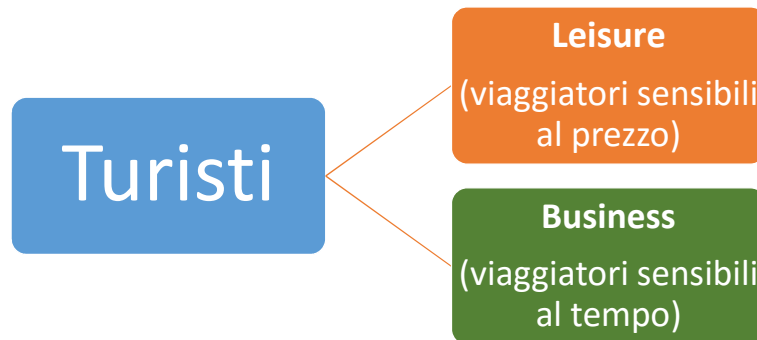 Turisti
Leisure
(viaggiatori sensibili
al prezzo)
Business
(viaggiatori sensibili
al tempo)